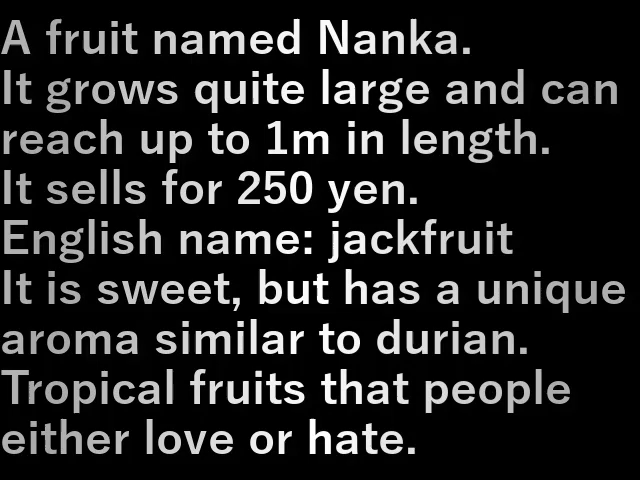 A fruit named Nanka.
It grows quite large and can
reach up to 1m in length.
It sells for 250 yen.
English name: jackfruit
It is sweet, but has a unique
aroma similar to durian.
Tropical fruits that people
either love or hate.